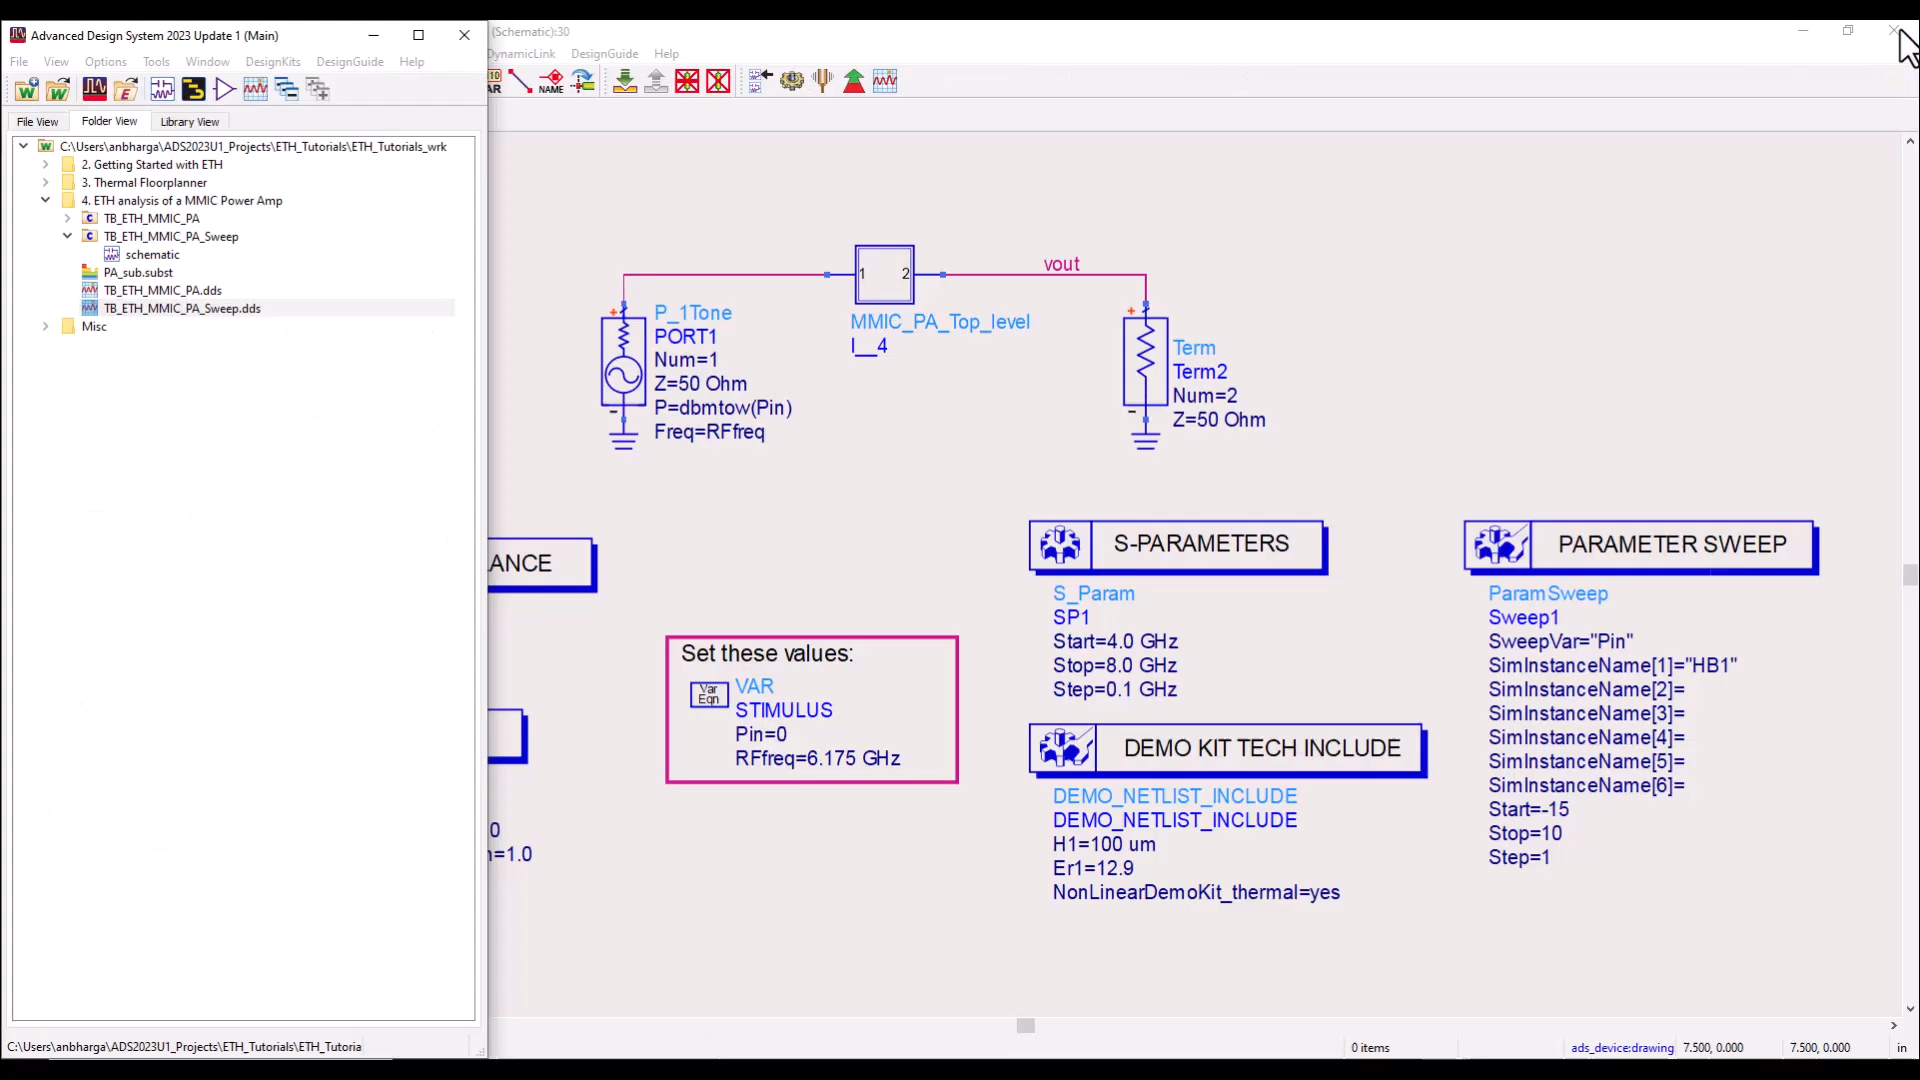 Advanced Design System 2023 Update 1 (Main)
File View Options Tools Window DesignKits DesignGuide Help
File View Folder View Library View
C:\Users\anbharga\ADS2023U1_Projects\ETH_Tutorials\ETH_Tutorials_wrk
2. Getting Started with ETH
3. Thermal Floorplanner
4. ETH analysis of a MMIC Power Amp
TB_ETH_MMIC_PA
TB_ETH_MMIC_PA_Sweep
schematic
PA_sub.subst
TB_ETH_MMIC_PA.dds
TB_ETH_MMIC_PA_Sweep.dds
Misc
C:\Users\anbharga\ADS2023U1_Projects\ETH_Tutorials\ETH_Tutoria
(Schematic):30
DynamicLink DesignGuide Help
AR NAME
1 2
vout
P_1Tone
PORT1
Num=1
Z=50 Ohm
P=dbmtow(Pin)
Freq=RFfreq
MMIC_PA_Top_level
I__4
Term
Term2
Num=2
Z=50 Ohm
ANCE
0
n=1.0
Set these values:
Var
Eqn
VAR
STIMULUS
Pin=0
RFfreq=6.175 GHz
S-PARAMETERS
S_Param
SP1
Start=4.0 GHz
Stop=8.0 GHz
Step=0.1 GHz
DEMO KIT TECH INCLUDE
DEMO_NETLIST_INCLUDE
DEMO_NETLIST_INCLUDE
H1=100 um
Er1=12.9
NonLinearDemoKit_thermal=yes
PARAMETER SWEEP
ParamSweep
Sweep1
SweepVar="Pin"
SimInstanceName[1]="HB1"
SimInstanceName[2]=
SimInstanceName[3]=
SimInstanceName[4]=
SimInstanceName[5]=
SimInstanceName[6]=
Start=-15
Stop=10
Step=1
0 items ads_device:drawing 7.500, 0.000 7.500, 0.000 in